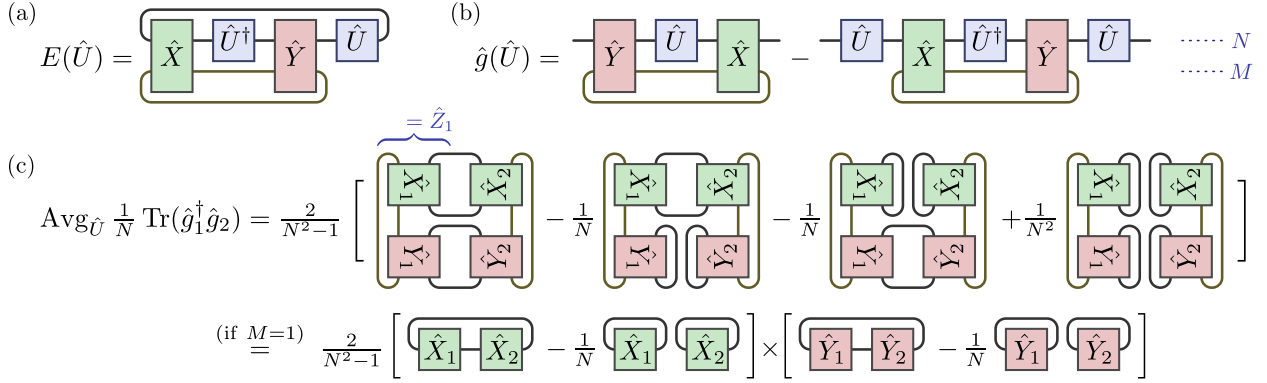 (a) E(Û) = X̂ Û† Ŷ Û (b) ĝ(Û) = Ŷ Û X̂ − Û X̂ Û† Ŷ Û N
M
= Ẑ₁
(c) Avg_Û 1/N Tr(ĝ₁†ĝ₂) = 2/(N²−1) [ X̂₁ X̂₂ Ŷ₁ Ŷ₂ − 1/N X̂₁ X̂₂ Ŷ₁ Ŷ₂ − 1/N X̂₁ X̂₂ Ŷ₁ Ŷ₂ + 1/N² X̂₁ X̂₂ Ŷ₁ Ŷ₂ ]
(if M=1) = 2/(N²−1) [ X̂₁ X̂₂ − 1/N X̂₁ X̂₂ ] × [ Ŷ₁ Ŷ₂ − 1/N Ŷ₁ Ŷ₂ ]